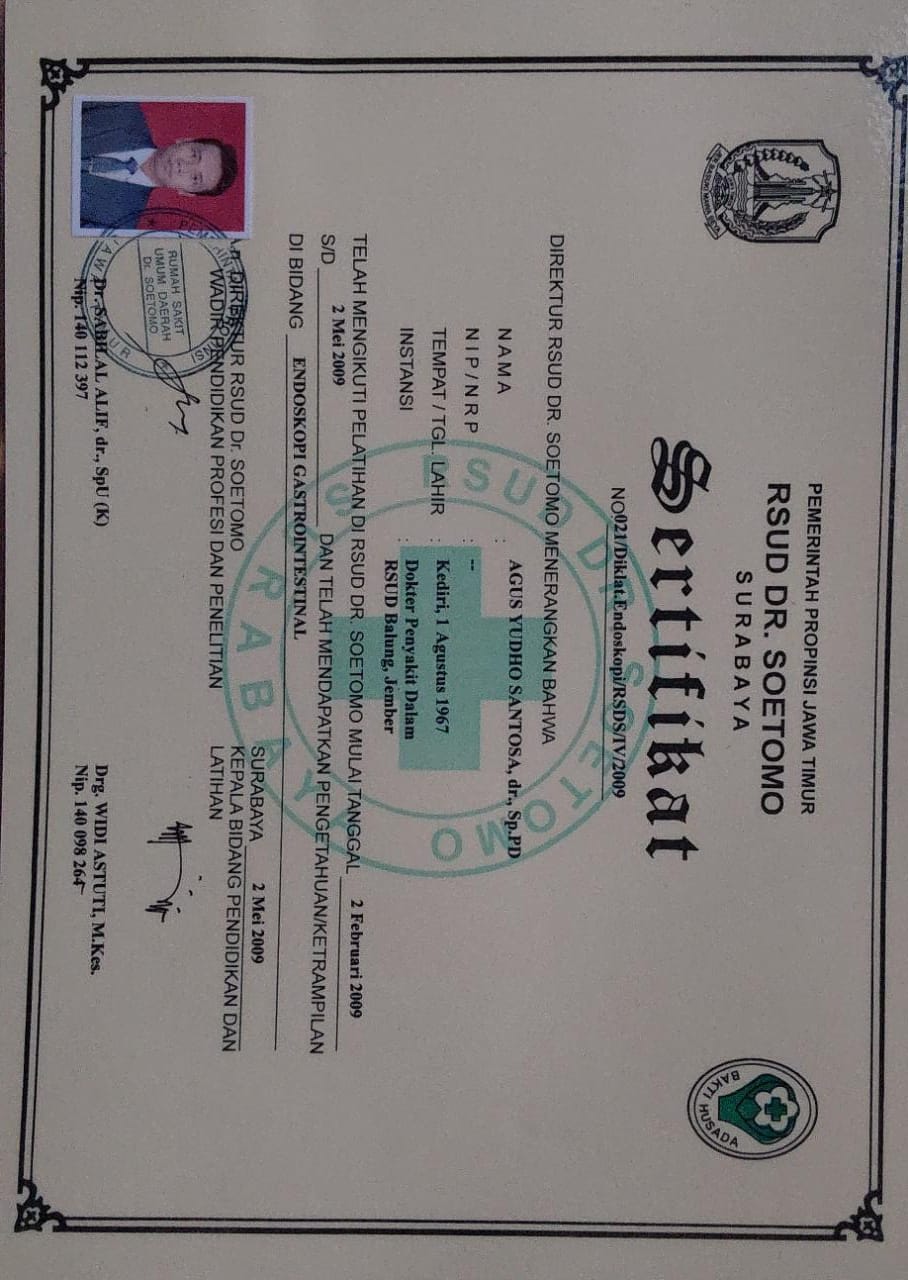 PEMERINTAH PROPINSI JAWA TIMUR
RSUD DR. SOETOMO
SURABAYA
BAKTI HUSADA
Sertifikat
NO021/Diklat.Endoskopi/RSDS/IV/2009
DIREKTUR RSUD DR. SOETOMO MENERANGKAN BAHWA
NAMA : AGUS YUDHO SANTOSA, dr., Sp.PD
NIP/NRP : --
TEMPAT / TGL. LAHIR : Kediri, 1 Agustus 1967
INSTANSI : Dokter Penyakit Dalam
RSUD Balung, Jember
TELAH MENGIKUTI PELATIHAN DI RSUD DR. SOETOMO MULAI TANGGAL 2 Februari 2009
S/D 2 Mei 2009 DAN TELAH MENDAPATKAN PENGETAHUAN/KETRAMPILAN
DI BIDANG ENDOSKOPI GASTROINTESTINAL
RSUD DR. SOETOMO
SURABAYA
SURABAYA 2 Mei 2009
a.n. DIREKTUR RSUD Dr. SOETOMO
WADIR PENDIDIKAN PROFESI DAN PENELITIAN
KEPALA BIDANG PENDIDIKAN DAN
LATIHAN
RUMAH SAKIT
UMUM DAERAH
Dr. SOETOMO
Dr. SABILAL ALIF, dr., SpU (K)
Nip. 140 112 397
Drg. WIDI ASTUTI, M.Kes.
Nip. 140 098 264